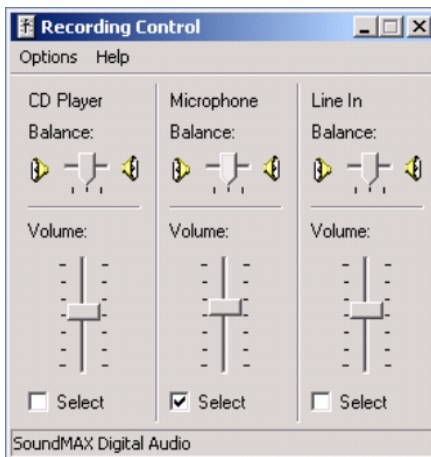 Recording Control
Options Help
CD Player
Balance:
Volume:
Select
Microphone
Balance:
Volume:
Select
Line In
Balance:
Volume:
Select
SoundMAX Digital Audio